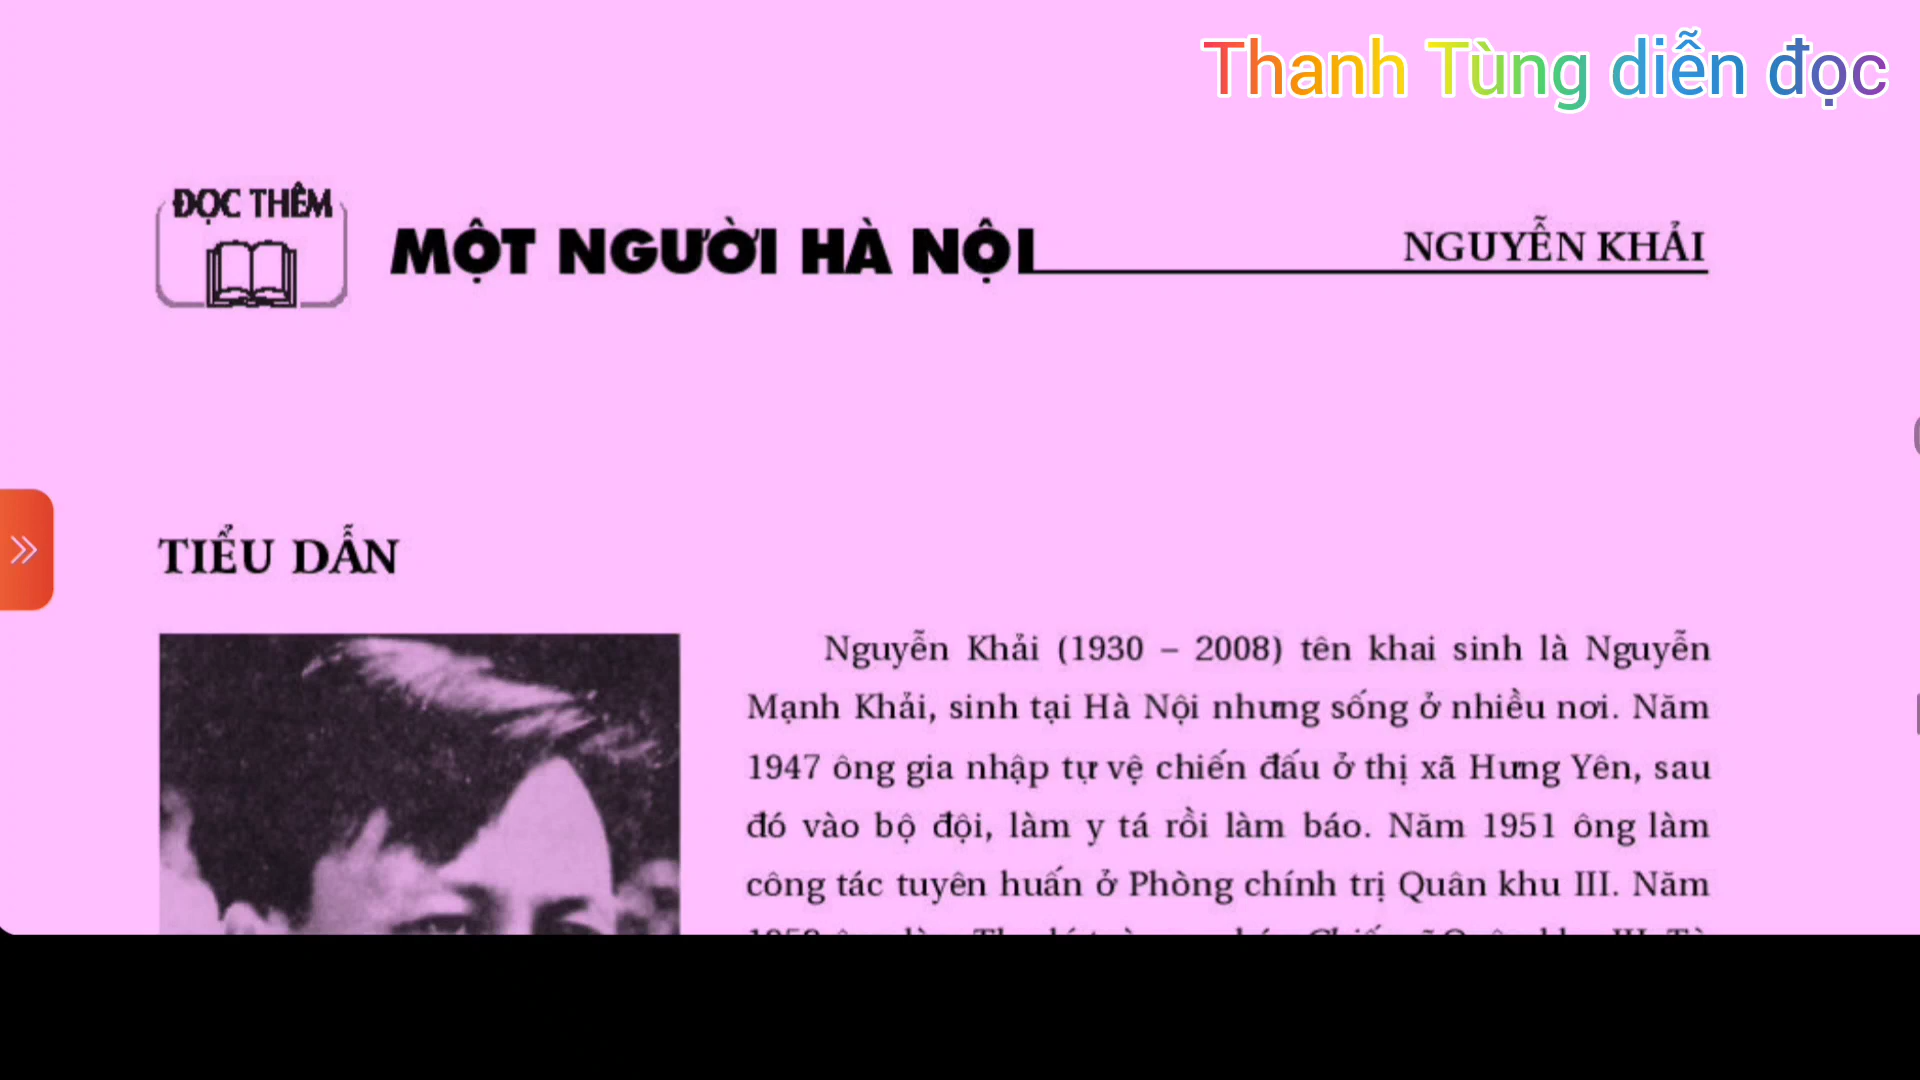 Thanh Tùng diễn đọc
ĐỌC THÊM
MỘT NGƯỜI HÀ NỘI
NGUYỄN KHẢI
TIỂU DẪN
Nguyễn Khải (1930 – 2008) tên khai sinh là Nguyễn
Mạnh Khải, sinh tại Hà Nội nhưng sống ở nhiều nơi. Năm
1947 ông gia nhập tự vệ chiến đấu ở thị xã Hưng Yên, sau
đó vào bộ đội, làm y tá rồi làm báo. Năm 1951 ông làm
công tác tuyên huấn ở Phòng chính trị Quân khu III. Năm